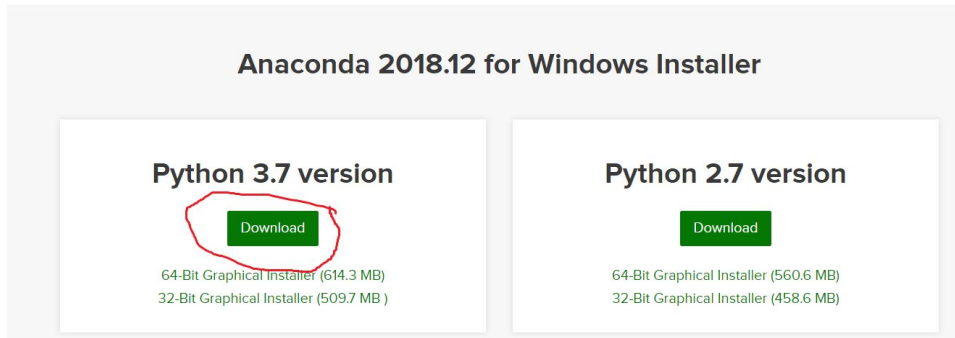 Anaconda 2018.12 for Windows Installer
Python 3.7 version
Download
64-Bit Graphical Installer (614.3 MB)
32-Bit Graphical Installer (509.7 MB )
Python 2.7 version
Download
64-Bit Graphical Installer (560.6 MB)
32-Bit Graphical Installer (458.6 MB)